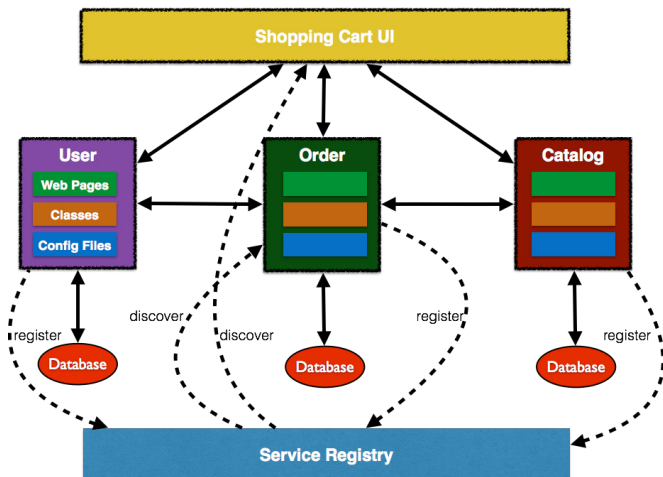 Shopping Cart UI
User
Web Pages
Classes
Config Files
Order
Catalog
register
discover
discover
register
register
Database
Database
Database
Service Registry